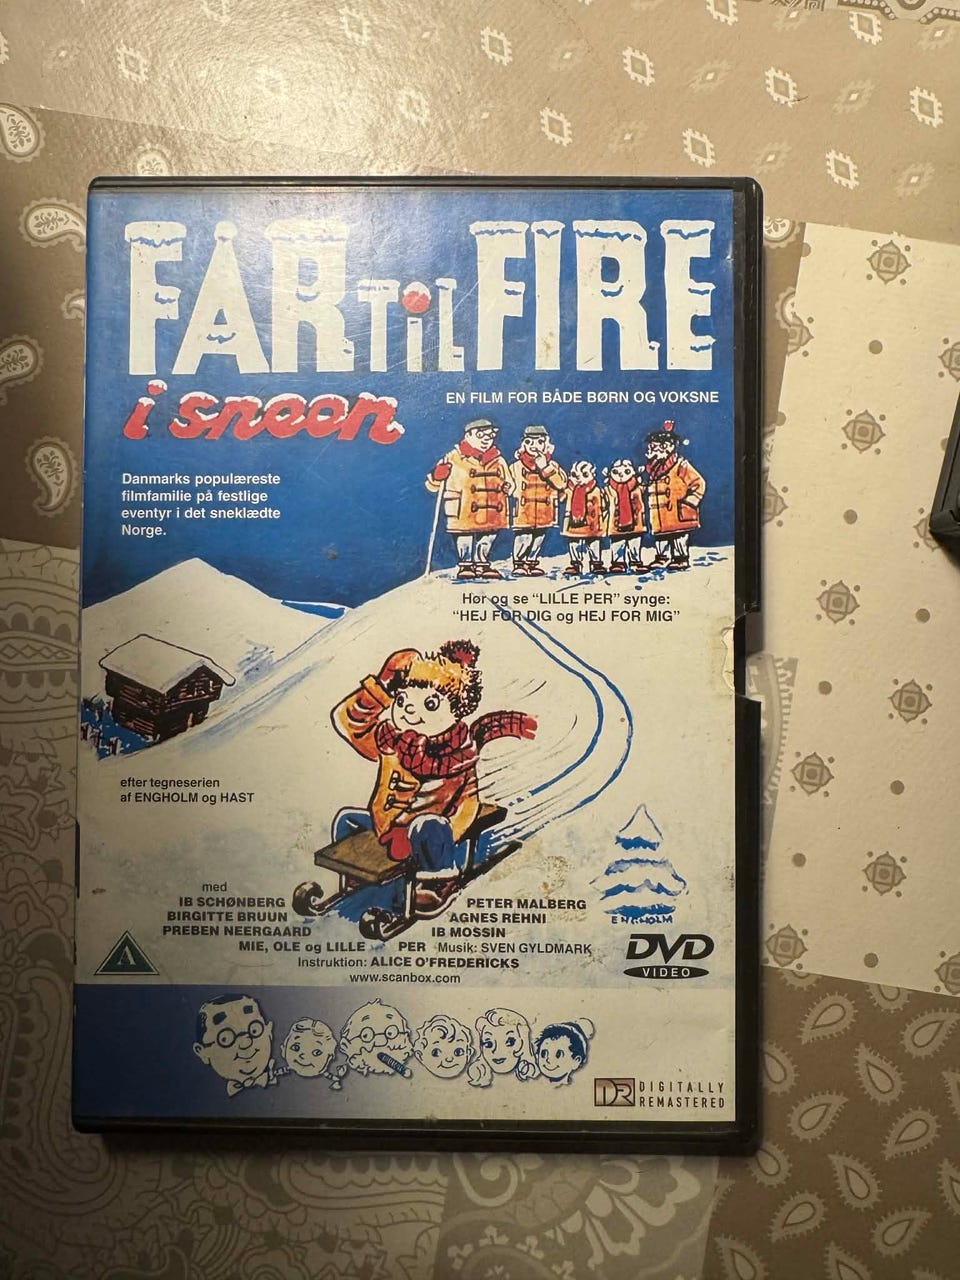 FAR TiL FIRE
i sneen
EN FILM FOR BÅDE BØRN OG VOKSNE
Danmarks populæreste
filmfamilie på festlige
eventyr i det sneklædte
Norge.
Hør og se “LILLE PER” synge:
“HEJ FOR DIG og HEJ FOR MIG”
efter tegneserien
af ENGHOLM og HAST
med
IB SCHØNBERG
BIRGITTE BRUUN
PREBEN NEERGAARD
PETER MALBERG
AGNES REHNI
IB MOSSIN
MIE, OLE og LILLE PER Musik: SVEN GYLDMARK
Instruktion: ALICE O’FREDERICKS
www.scanbox.com
ENGHOLM
A
DVD
VIDEO
DR DIGITALLY
REMASTERED